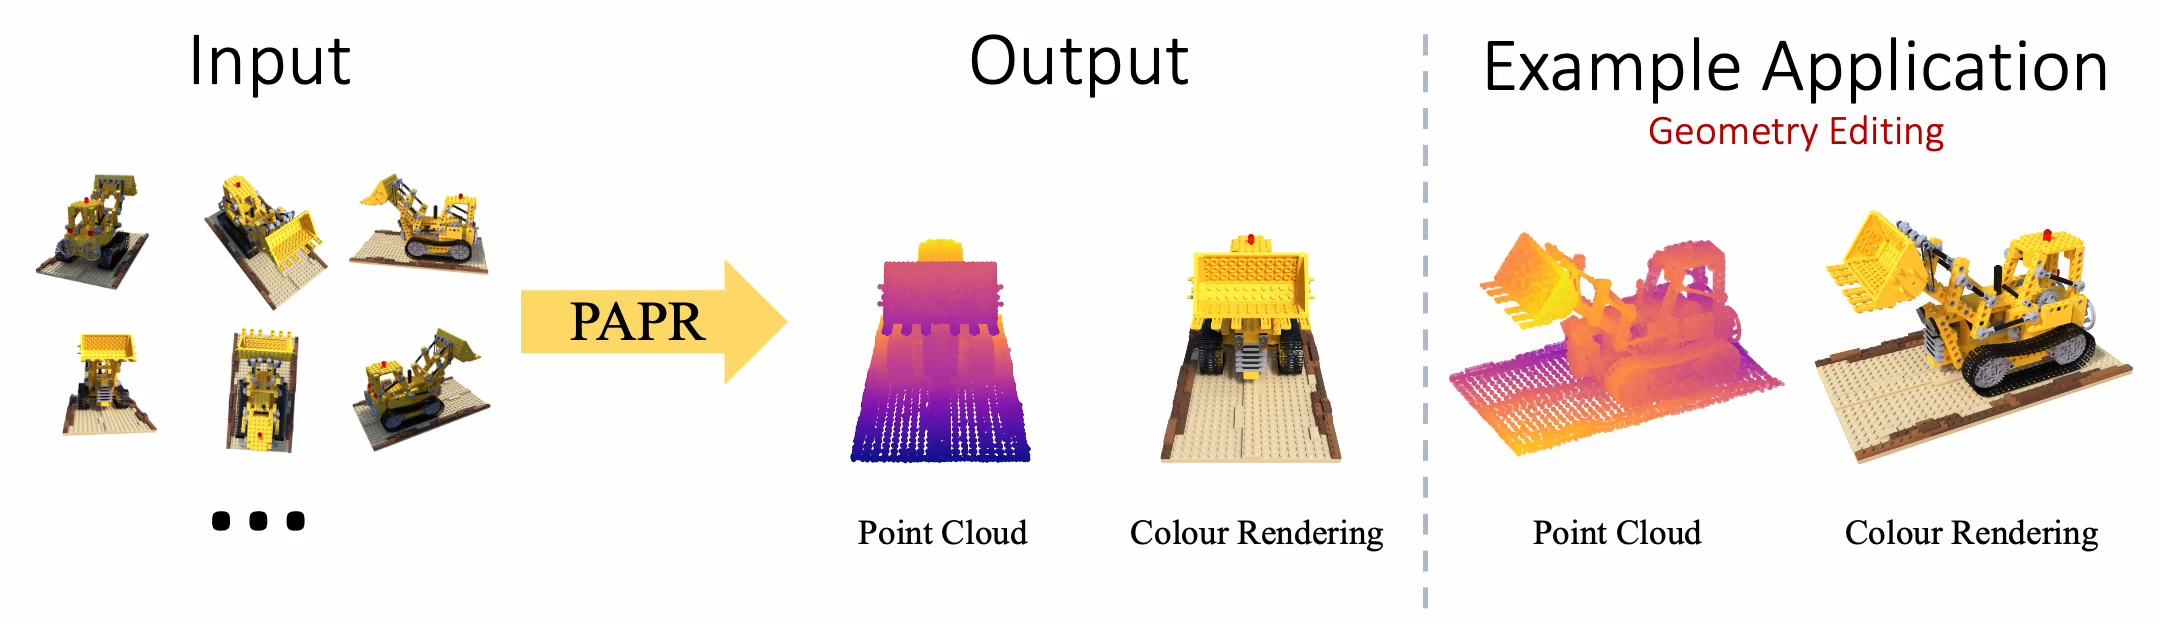 Input
PAPR
Output
Point Cloud
Colour Rendering
Example Application
Geometry Editing
Point Cloud
Colour Rendering